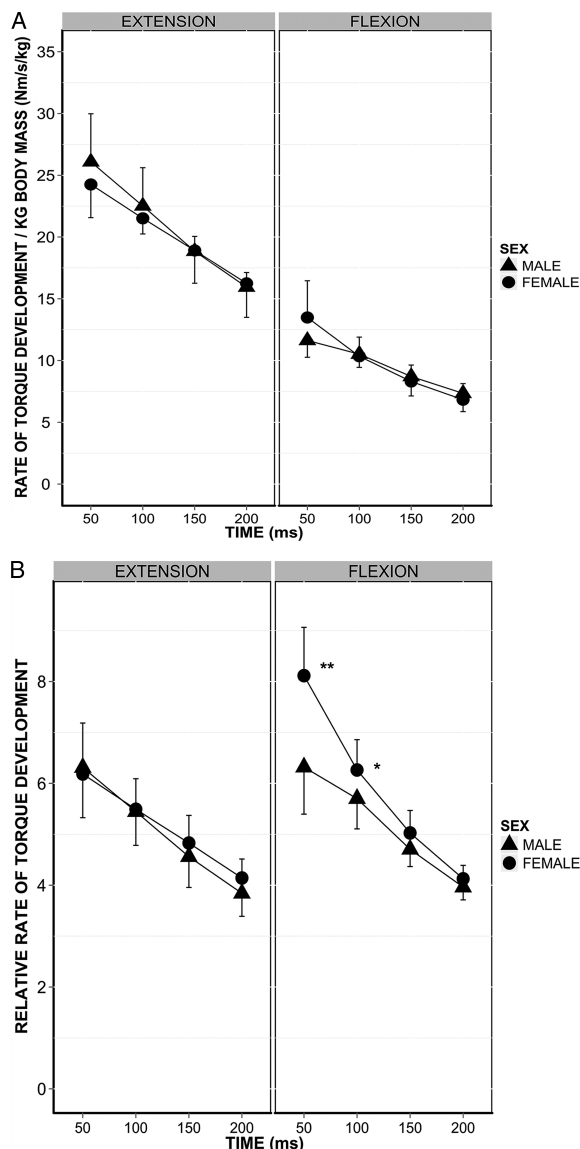 A
EXTENSION FLEXION
RATE OF TORQUE DEVELOPMENT / KG BODY MASS (Nm/s/kg)
35
30
25
20
15
10
5
0
50 100 150 200 50 100 150 200
TIME (ms)
SEX
MALE
FEMALE
B
EXTENSION FLEXION
RELATIVE RATE OF TORQUE DEVELOPMENT
8
6
4
2
0
**
*
50 100 150 200 50 100 150 200
TIME (ms)
SEX
MALE
FEMALE